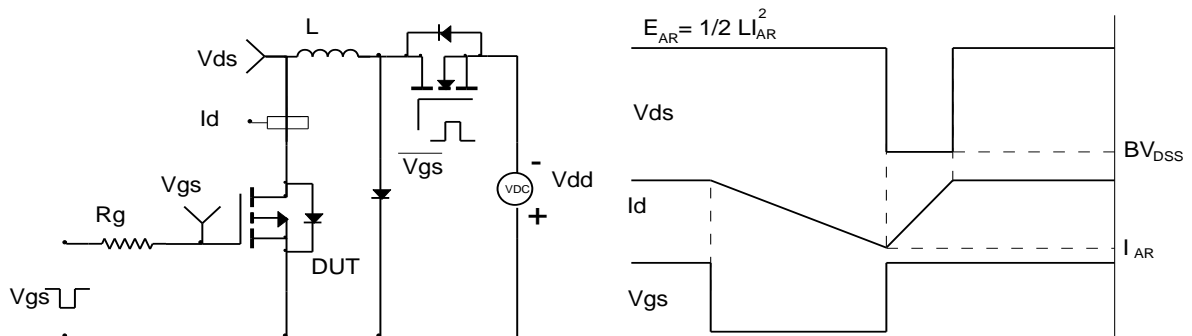 L
Vds
Id
Vgs
Rg
DUT
Vgs
Vgs
VDC
-
+
Vdd
E_AR = 1/2 LI_AR^2
Vds
BV_DSS
Id
I_AR
Vgs